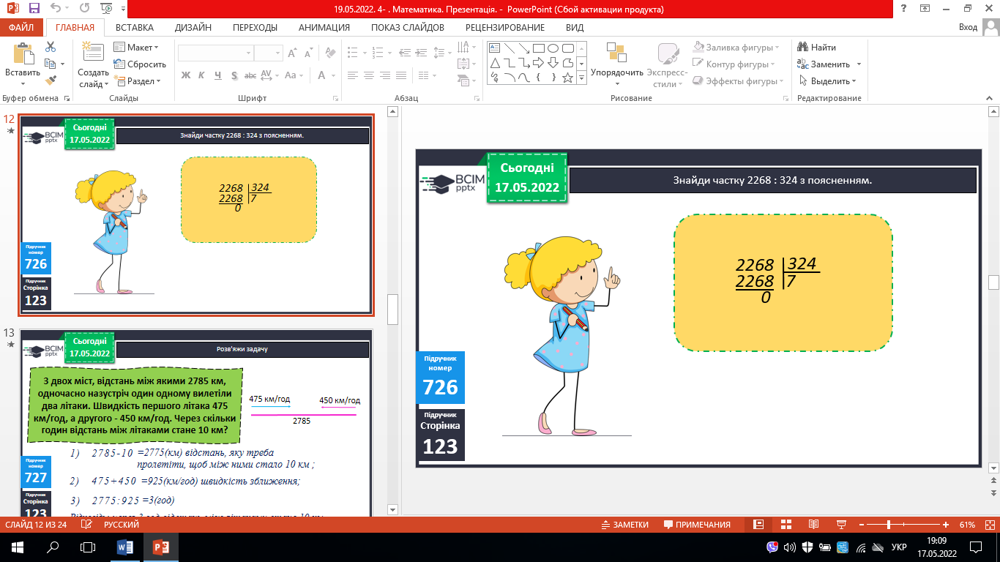 19.05.2022. 4- . Математика. Презентація. - PowerPoint (Сбой активации продукта)
ФАЙЛ ГЛАВНАЯ ВСТАВКА ДИЗАЙН ПЕРЕХОДЫ АНИМАЦИЯ ПОКАЗ СЛАЙДОВ РЕЦЕНЗИРОВАНИЕ ВИД Вход
Вставить
Буфер обмена
Создать слайд
Макет
Сбросить
Раздел
Слайды
Ж К Ч S abc AV Aa A
Шрифт
Абзац
Упорядочить
Экспресс-стили
Заливка фигуры
Контур фигуры
Эффекты фигуры
Рисование
Найти
Заменить
Выделить
Редактирование
12
BCIM pptx
Сьогодні
17.05.2022
Знайди частку 2268 : 324 з поясненням.
2268 324
2268 7
0
Підручник
номер
726
Підручник
Сторінка
123
13
BCIM pptx
Сьогодні
17.05.2022
Розв'яжи задачу
З двох міст, відстань між якими 2785 км,
одночасно назустріч один одному вилетіли
два літаки. Швидкість першого літака 475
км/год, а другого - 450 км/год. Через скільки
годин відстань між літаками стане 10 км?
475 км/год 450 км/год
2785
1) 2785-10 =2775(км) відстань, яку треба
пролетіти, щоб між ними стало 10 км ;
2) 475+450 =925(км/год) швидкість зближення;
3) 2775:925 =3(год)
Підручник
номер
727
Підручник
Сторінка
123
BCIM
pptx
Сьогодні
17.05.2022
Знайди частку 2268 : 324 з поясненням.
2268 324
2268 7
0
Підручник
номер
726
Підручник
Сторінка
123
СЛАЙД 12 ИЗ 24 РУССКИЙ ЗАМЕТКИ ПРИМЕЧАНИЯ 61%
УКР
19:09
17.05.2022